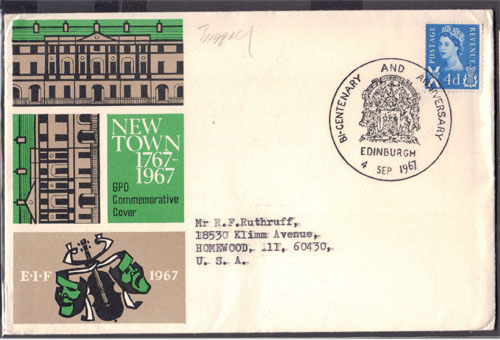 NEW
TOWN
1767-
1967
GPO
Commemorative
Cover
E·I·F 1967
POSTAGE REVENUE
4d
BI-CENTENARY AND ANNIVERSARY
EDINBURGH
4 SEP 1967
Mr R.F.Ruthruff,
18530 Klimm Avenue,
HOMEWOOD, Ill, 60430,
U. S. A.